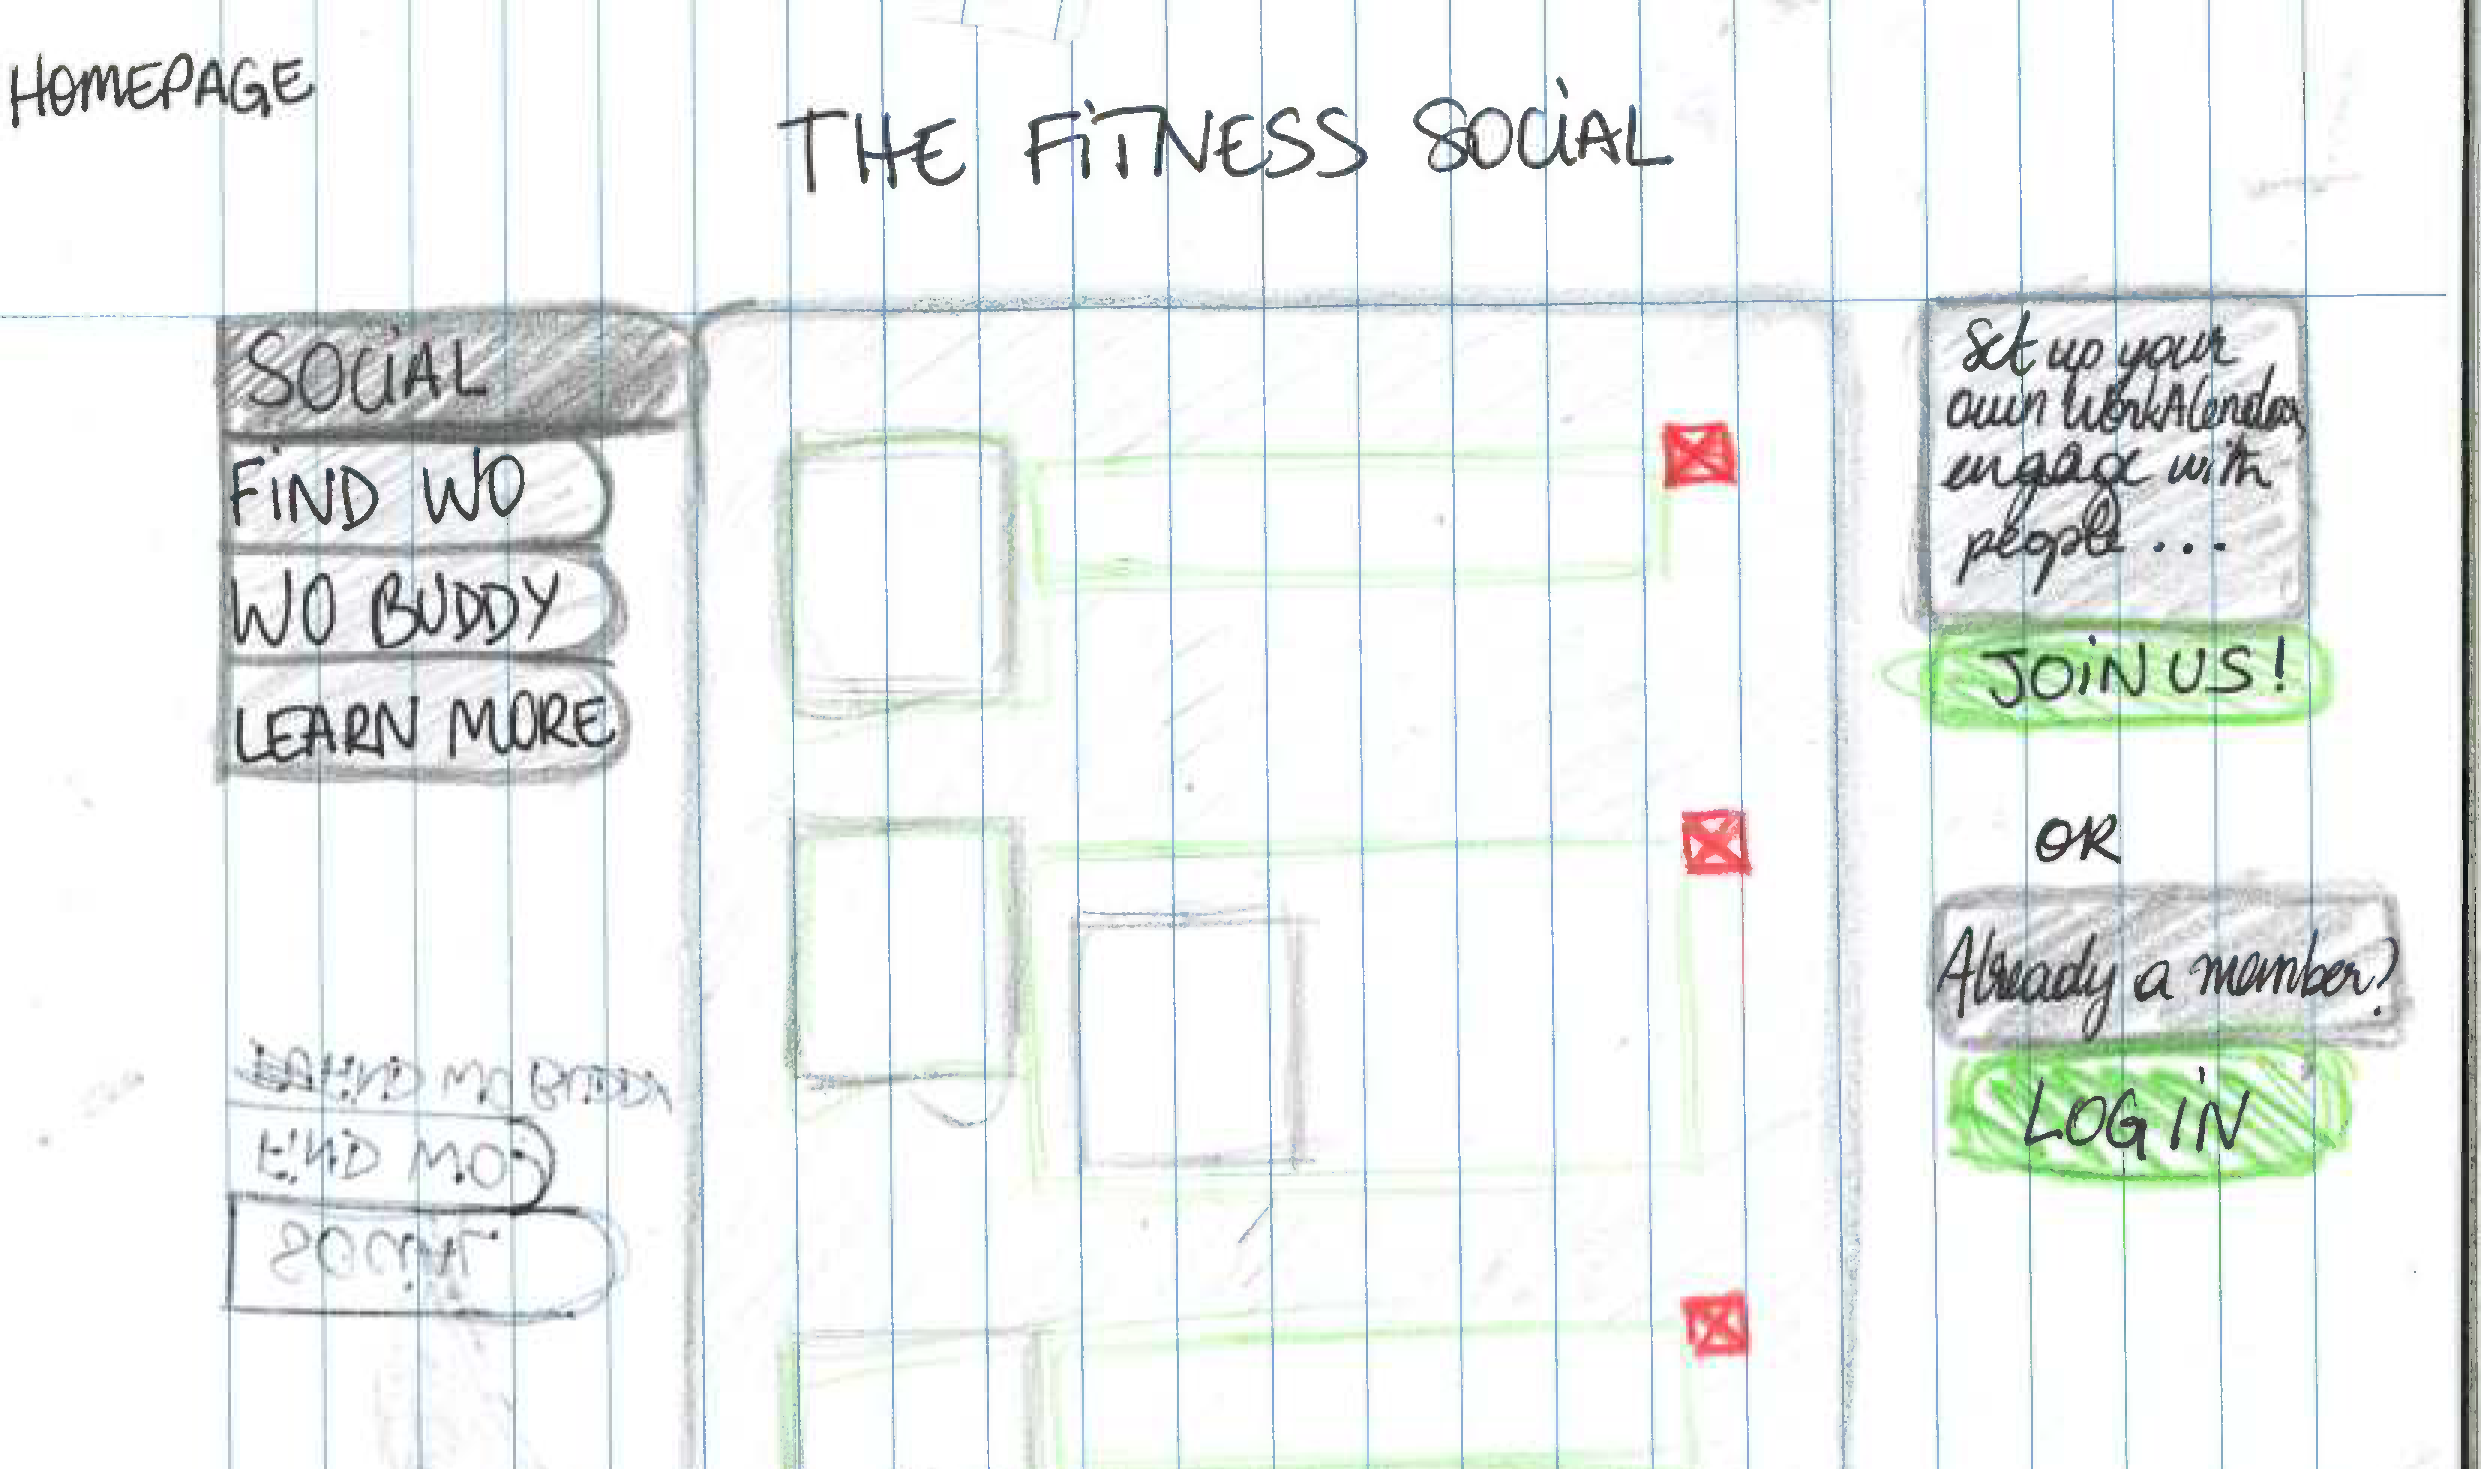 HOMEPAGE
THE FITNESS SOCIAL
SOCIAL
FIND WO
WO BUDDY
LEARN MORE
Set up your
own WorkAlendar,
engage with
people...
JOIN US!
OR
Already a member?
LOG IN